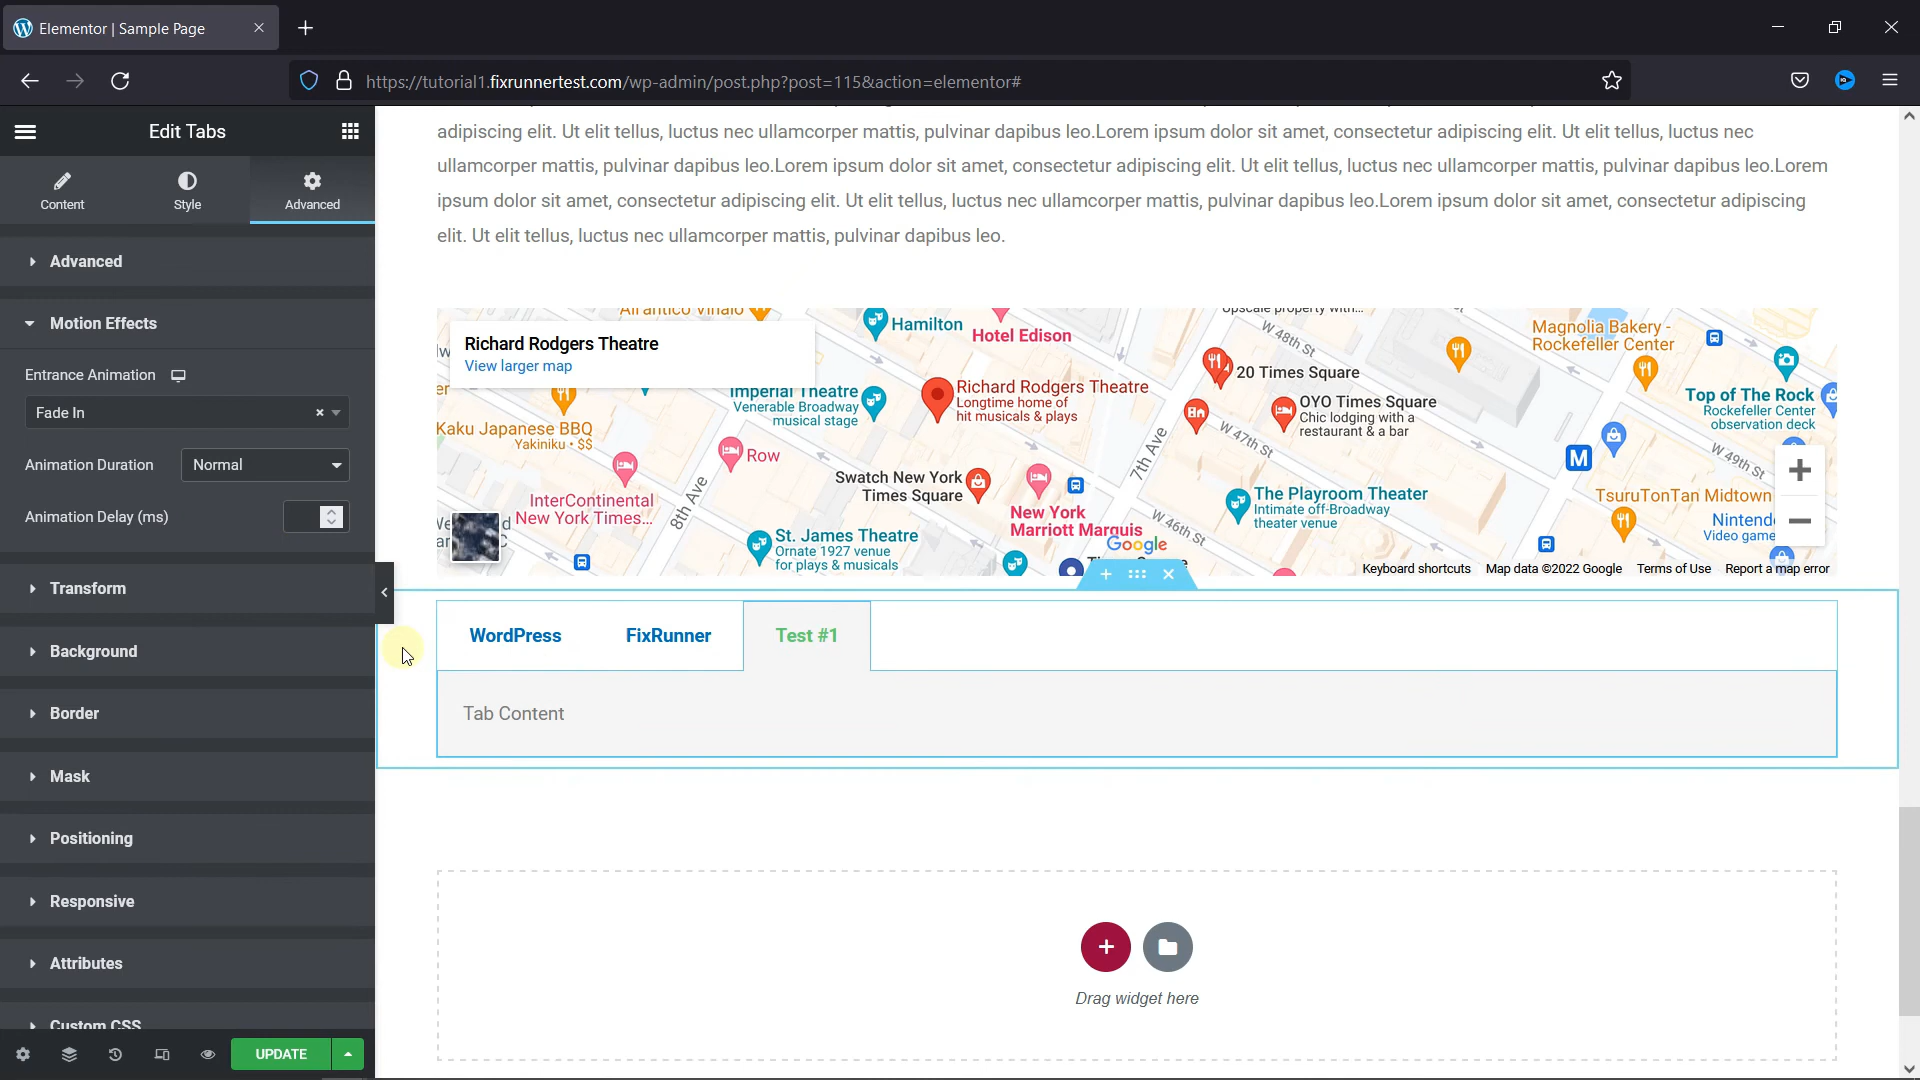 Elementor | Sample Page
https://tutorial1.fixrunnertest.com/wp-admin/post.php?post=115&action=elementor#
Edit Tabs
Content
Style
Advanced
Advanced
Motion Effects
Entrance Animation
Fade In
Animation Duration
Normal
Animation Delay (ms)
Transform
Background
Border
Mask
Positioning
Responsive
Attributes
Custom CSS
UPDATE
adipiscing elit. Ut elit tellus, luctus nec ullamcorper mattis, pulvinar dapibus leo.Lorem ipsum dolor sit amet, consectetur adipiscing elit. Ut elit tellus, luctus nec
ullamcorper mattis, pulvinar dapibus leo.Lorem ipsum dolor sit amet, consectetur adipiscing elit. Ut elit tellus, luctus nec ullamcorper mattis, pulvinar dapibus leo.Lorem
ipsum dolor sit amet, consectetur adipiscing elit. Ut elit tellus, luctus nec ullamcorper mattis, pulvinar dapibus leo.Lorem ipsum dolor sit amet, consectetur adipiscing
elit. Ut elit tellus, luctus nec ullamcorper mattis, pulvinar dapibus leo.
Richard Rodgers Theatre
View larger map
Hamilton
Hotel Edison
Upscale property with...
W 48th St
Magnolia Bakery -
Rockefeller Center
20 Times Square
Imperial Theatre
Venerable Broadway
musical stage
Richard Rodgers Theatre
Longtime home of
hit musicals & plays
OYO Times Square
Chic lodging with a
restaurant & a bar
Top of The Rock
Rockefeller Center
observation deck
Kaku Japanese BBQ
Yakiniku • $$
Row
7th Ave
W 47th St
M
W 49th St
Swatch New York
Times Square
InterContinental
New York Times...
8th Ave
New York
Marriott Marquis
The Playroom Theater
Intimate off-Broadway
theater venue
TsuruTonTan Midtown
Video game
St. James Theatre
Ornate 1927 venue
for plays & musicals
W 46th St
Google
Keyboard shortcuts
Map data ©2022 Google
Terms of Use
Report a map error
WordPress
FixRunner
Test #1
Tab Content
Drag widget here